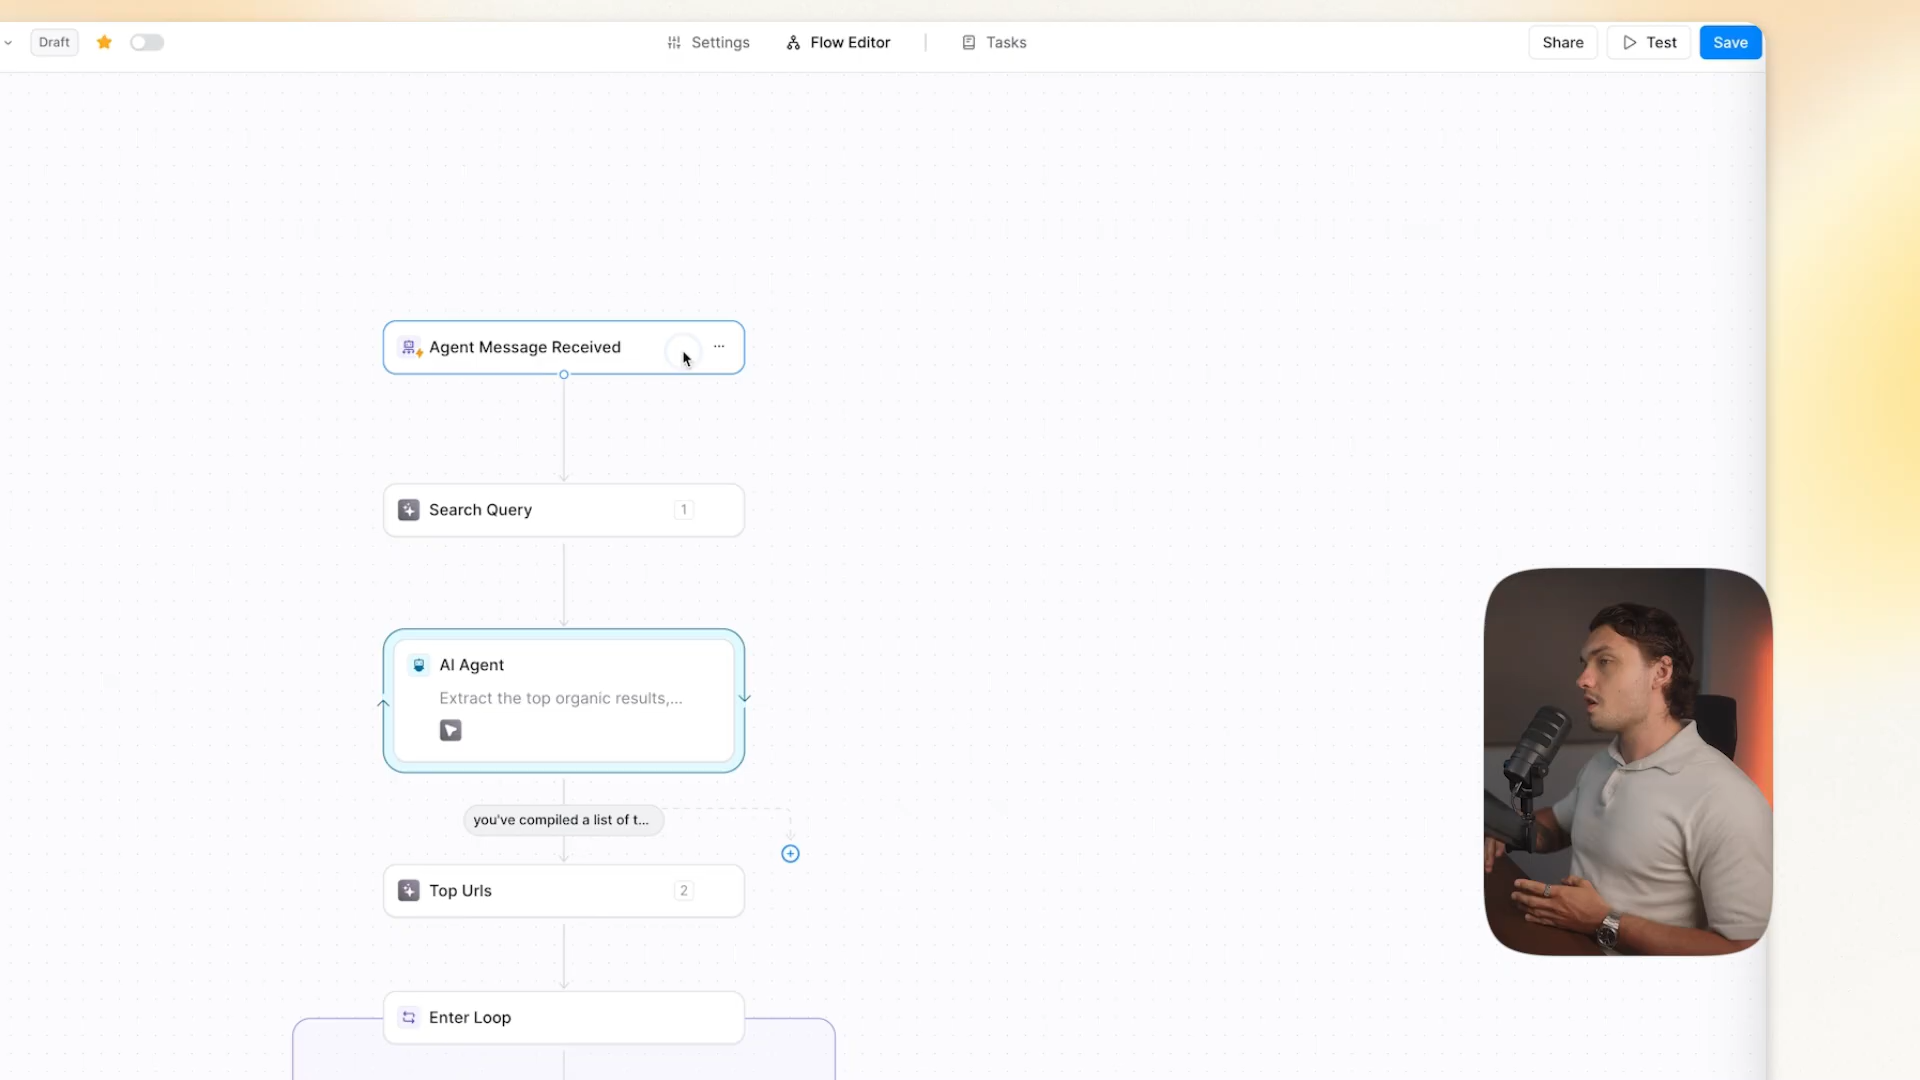 Draft
Settings
Flow Editor
Tasks
Share
Test
Save
Agent Message Received
Search Query
1
AI Agent
Extract the top organic results,...
you've compiled a list of t...
Top Urls
2
Enter Loop